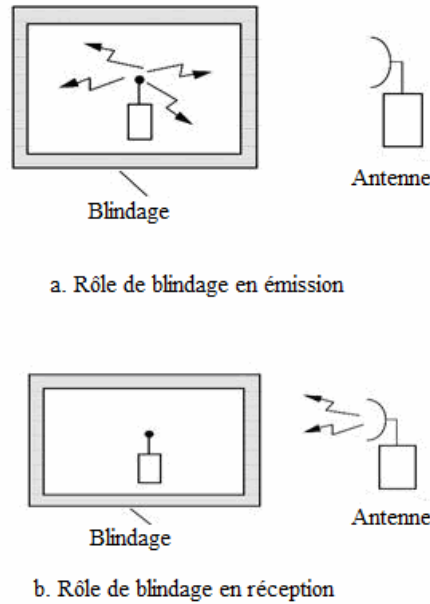 Antenne
Blindage
a. Rôle de blindage en émission
Antenne
Blindage
b. Rôle de blindage en réception